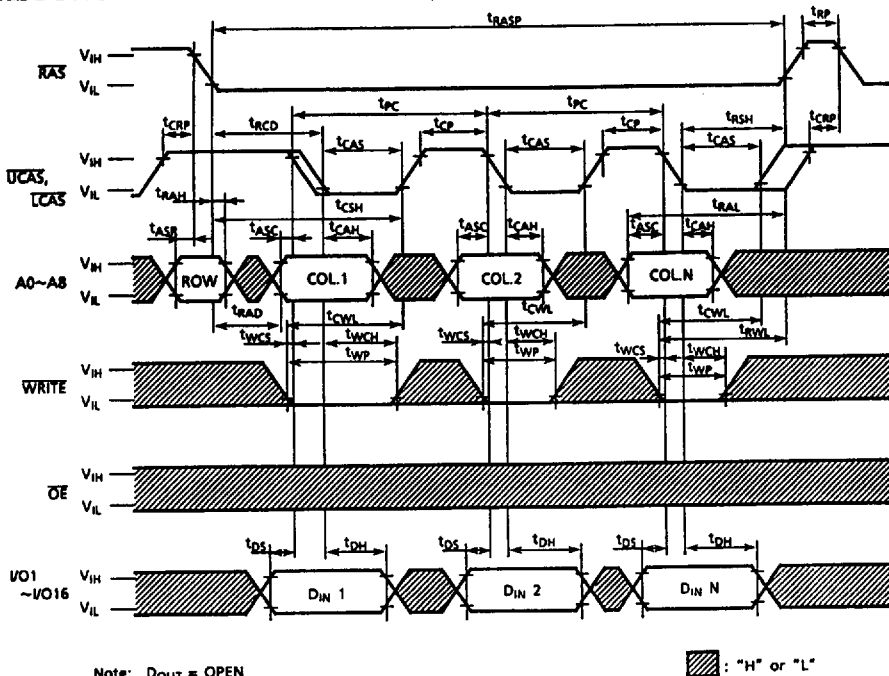 tRASP
tRP
RAS
VIH
VIL
tPC
tPC
tCRP
tRCD
tCP
tCP
tRSH
tCRP
tCAS
tCAS
tCAS
UCAS,
LCAS
VIH
VIL
tRAH
tCSH
tRAL
tASR
tASC
tCAH
tASC
tCAH
tASC
tCAH
A0~A8
VIH
VIL
ROW
COL.1
COL.2
COL.N
tRAD
tCWL
tCWL
tCWL
tWCS
tWCH
tWCS
tWCH
tRWL
tWCS
tWCH
tWP
tWP
tWP
WRITE
VIH
VIL
OE
VIH
VIL
tDS
tDH
tDS
tDH
tDS
tDH
I/O1
~I/O16
VIH
VIL
DIN 1
DIN 2
DIN N
Note: DOUT = OPEN
: "H" or "L"